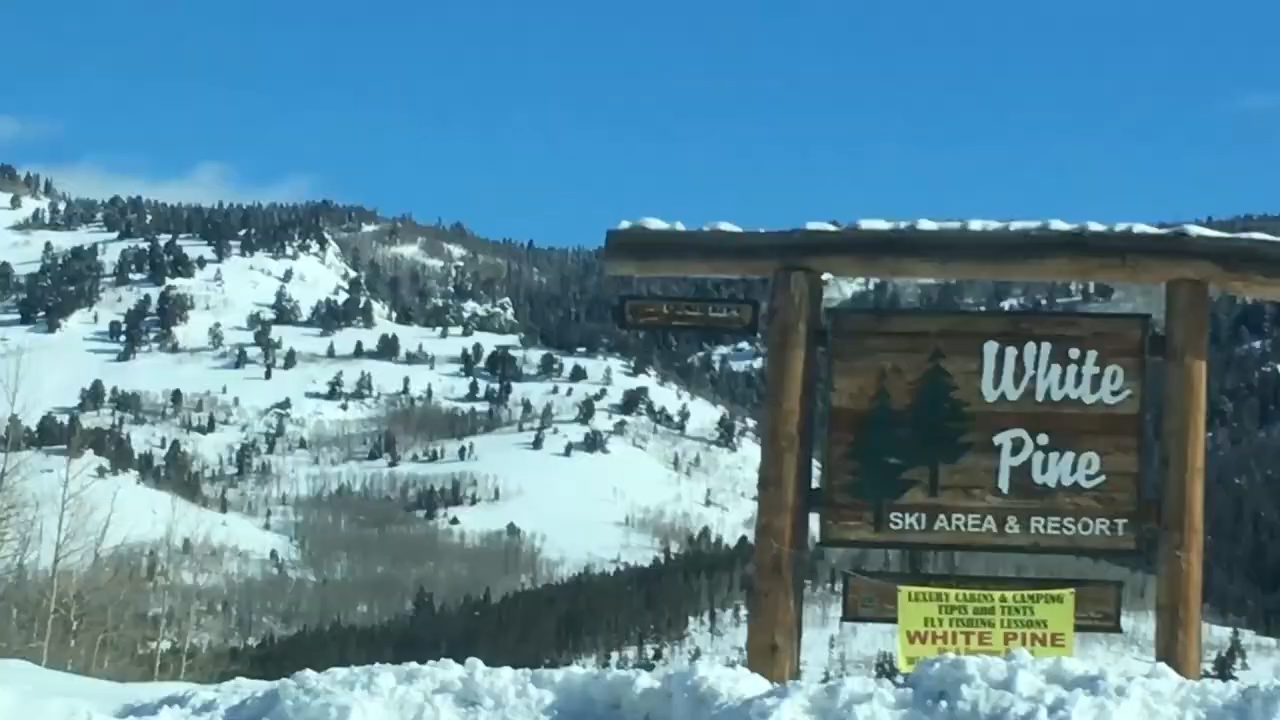 White
Pine
SKI AREA & RESORT
LUXURY CABINS & CAMPING
TIPIS and TENTS
FLY FISHING LESSONS
WHITE PINE